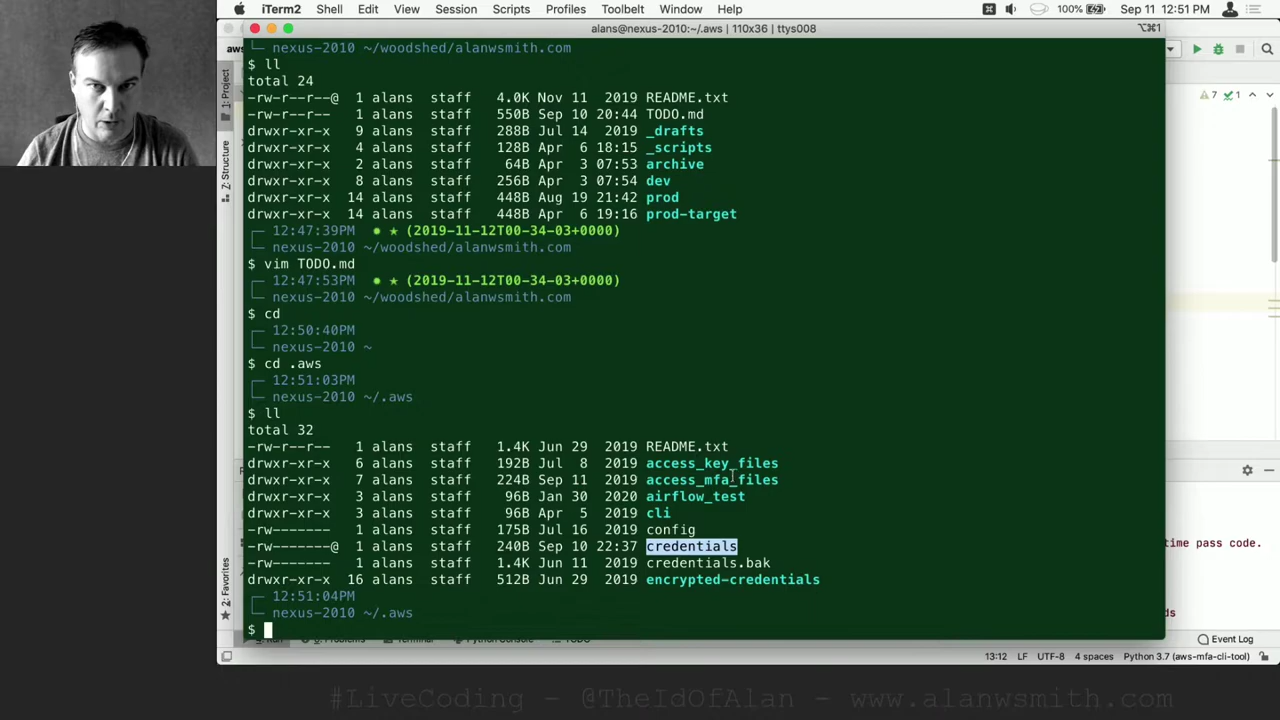 iTerm2 Shell Edit View Session Scripts Profiles Toolbelt Window Help 100% Sep 11 12:51 PM
alans@nexus-2010:~/.aws | 110x36 | ttys008 ⌥⌘1
aws
1: Project
Z: Structure
2: Favorites
7 1
nexus-2010 ~/woodshed/alanwsmith.com
$ ll
total 24
-rw-r--r--@ 1 alans staff 4.0K Nov 11 2019 README.txt
-rw-r--r-- 1 alans staff 550B Sep 10 20:44 TODO.md
drwxr-xr-x 9 alans staff 288B Jul 14 2019 _drafts
drwxr-xr-x 4 alans staff 128B Apr 6 18:15 _scripts
drwxr-xr-x 2 alans staff 64B Apr 3 07:53 archive
drwxr-xr-x 8 alans staff 256B Apr 3 07:54 dev
drwxr-xr-x 14 alans staff 448B Aug 19 21:42 prod
drwxr-xr-x 14 alans staff 448B Apr 6 19:16 prod-target
12:47:39PM ● ★ (2019-11-12T00-34-03+0000)
nexus-2010 ~/woodshed/alanwsmith.com
$ vim TODO.md
12:47:53PM ● ★ (2019-11-12T00-34-03+0000)
nexus-2010 ~/woodshed/alanwsmith.com
$ cd
12:50:40PM
nexus-2010 ~
$ cd .aws
12:51:03PM
nexus-2010 ~/.aws
$ ll
total 32
-rw-r--r-- 1 alans staff 1.4K Jun 29 2019 README.txt
drwxr-xr-x 6 alans staff 192B Jul 8 2019 access_key_files
drwxr-xr-x 7 alans staff 224B Sep 11 2019 access_mfa_files
drwxr-xr-x 3 alans staff 96B Jan 30 2020 airflow_test
drwxr-xr-x 3 alans staff 96B Apr 5 2019 cli
-rw------- 1 alans staff 175B Jul 16 2019 config
-rw-------@ 1 alans staff 240B Sep 10 22:37 credentials
-rw------- 1 alans staff 1.4K Jun 11 2019 credentials.bak
drwxr-xr-x 16 alans staff 512B Jun 29 2019 encrypted-credentials
12:51:04PM
nexus-2010 ~/.aws
$
time pass code.
ds
Event Log
13:12 LF UTF-8 4 spaces Python 3.7 (aws-mfa-cli-tool)
#LiveCoding - @TheIdOfAlan - www.alanwsmith.com